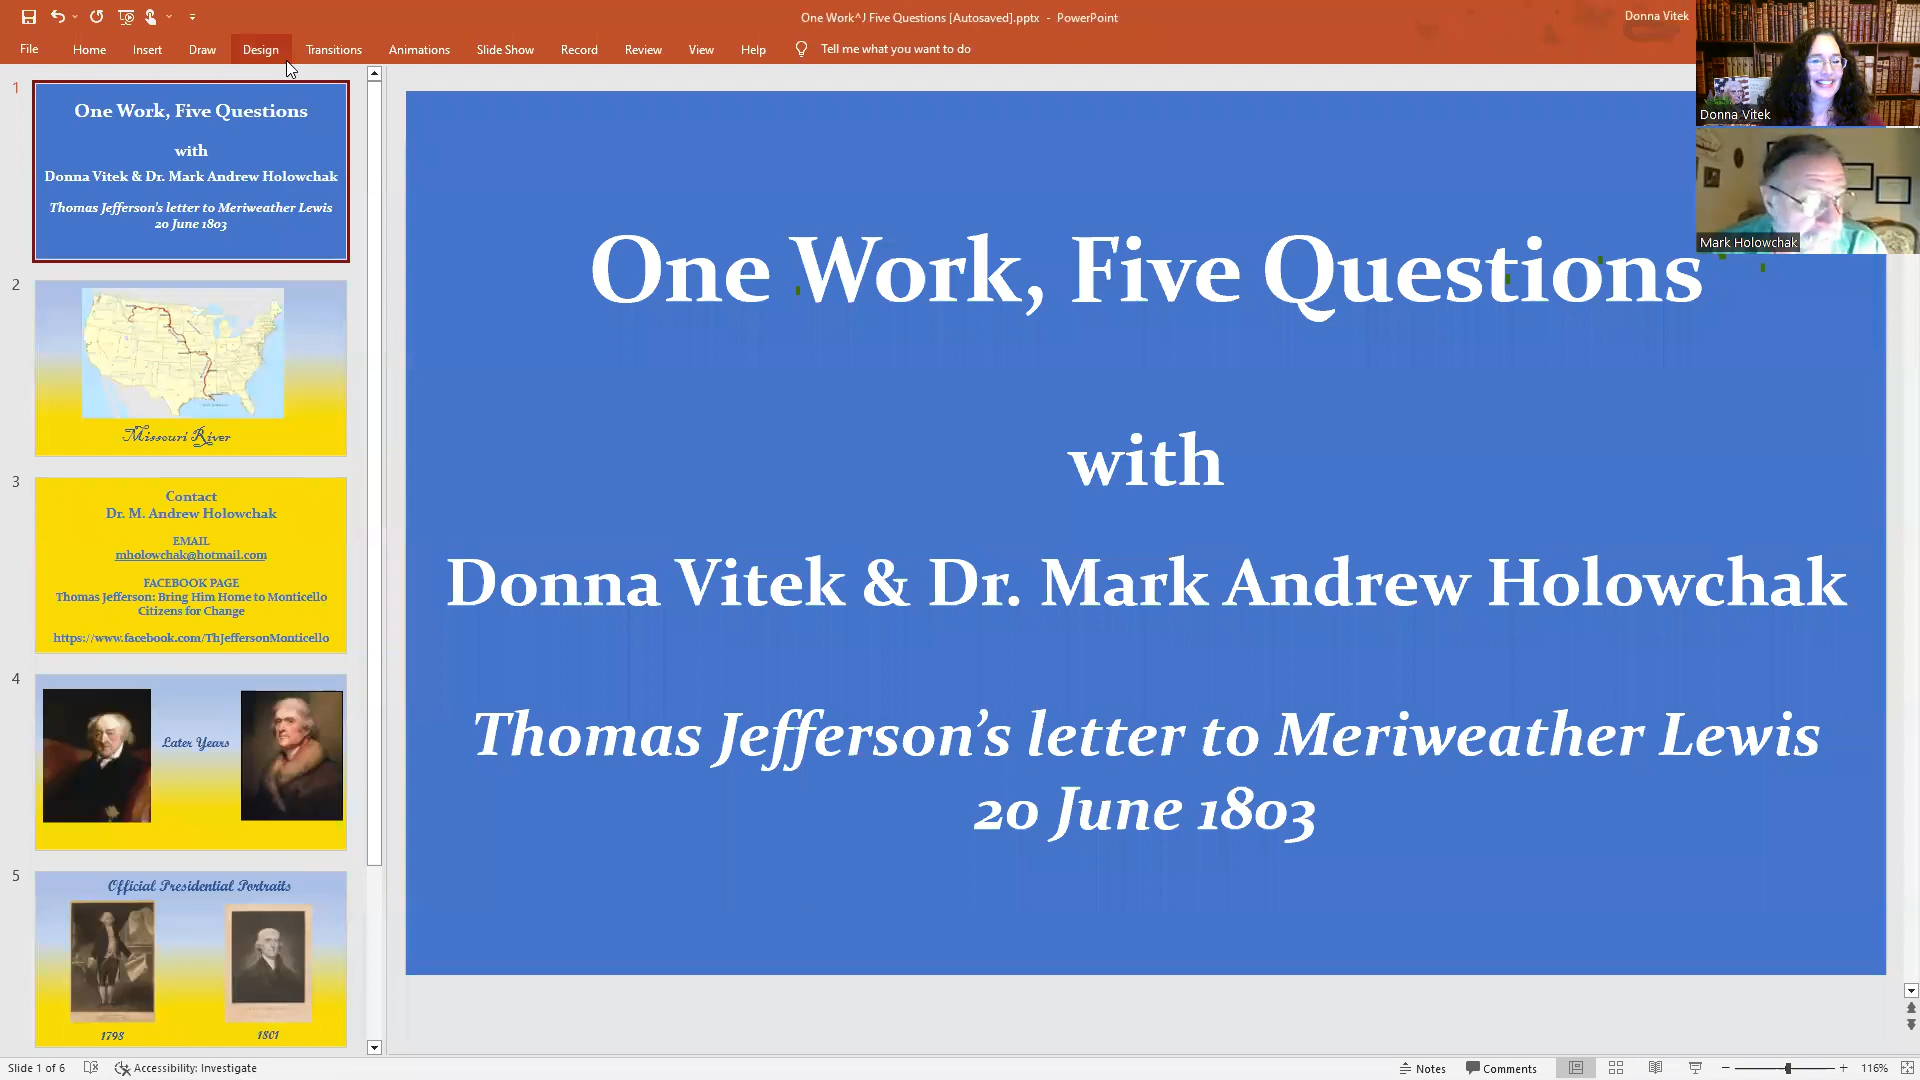 One Work^J Five Questions [Autosaved].pptx - PowerPoint
Donna Vitek
File Home Insert Draw Design Transitions Animations Slide Show Record Review View Help Tell me what you want to do
Donna Vitek
Mark Holowchak
1
One Work, Five Questions
with
Donna Vitek & Dr. Mark Andrew Holowchak
Thomas Jefferson's letter to Meriweather Lewis
20 June 1803
2
Missouri River
3
Contact
Dr. M. Andrew Holowchak
EMAIL
mholowchak@hotmail.com
FACEBOOK PAGE
Thomas Jefferson: Bring Him Home to Monticello
Citizens for Change
https://www.facebook.com/ThJeffersonMonticello
4
Later Years
5
Official Presidential Portraits
1798 1801
One Work, Five Questions
with
Donna Vitek & Dr. Mark Andrew Holowchak
Thomas Jefferson's letter to Meriweather Lewis
20 June 1803
Slide 1 of 6 Accessibility: Investigate Notes Comments 116%